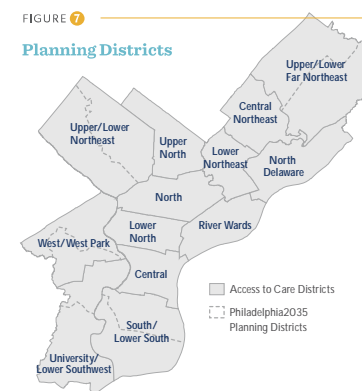 FIGURE 7
Planning Districts
Upper/Lower
Far Northeast
Central
Northeast
Upper/Lower
Northeast
Upper
North
Lower
Northeast
North
Delaware
North
Lower
North
River Wards
West/West Park
Central
South/
Lower South
University/
Lower Southwest
Access to Care Districts
Philadelphia2035
Planning Districts